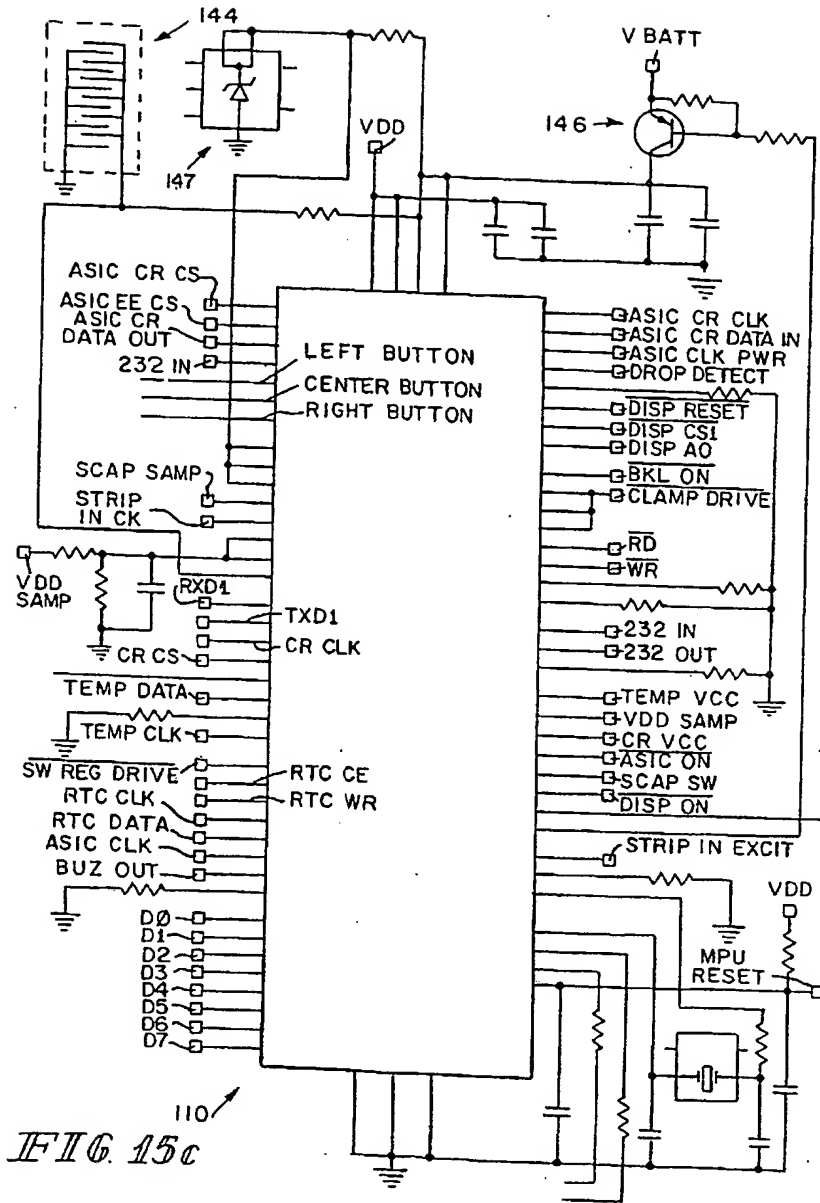 144
V BATT
146
VDD
147
ASIC CR CS
ASIC EE CS
ASIC CR
DATA OUT
232 IN
LEFT BUTTON
CENTER BUTTON
RIGHT BUTTON
SCAP SAMP
STRIP
IN CK
VDD
SAMP
RXD1
TXD1
CR CLK
CR CS
TEMP DATA
TEMP CLK
SW REG DRIVE
RTC CE
RTC WR
RTC CLK
RTC DATA
ASIC CLK
BUZ OUT
DØ
D1
D2
D3
D4
D5
D6
D7
ASIC CR CLK
ASIC CR DATA IN
ASIC CLK PWR
DROP DETECT
DISP RESET
DISP CS1
DISP AO
BKL ON
CLAMP DRIVE
RD
WR
232 IN
232 OUT
TEMP VCC
VDD SAMP
CR VCC
ASIC ON
SCAP SW
DISP ON
STRIP IN EXCIT
VDD
MPU
RESET
110
FIG. 15c